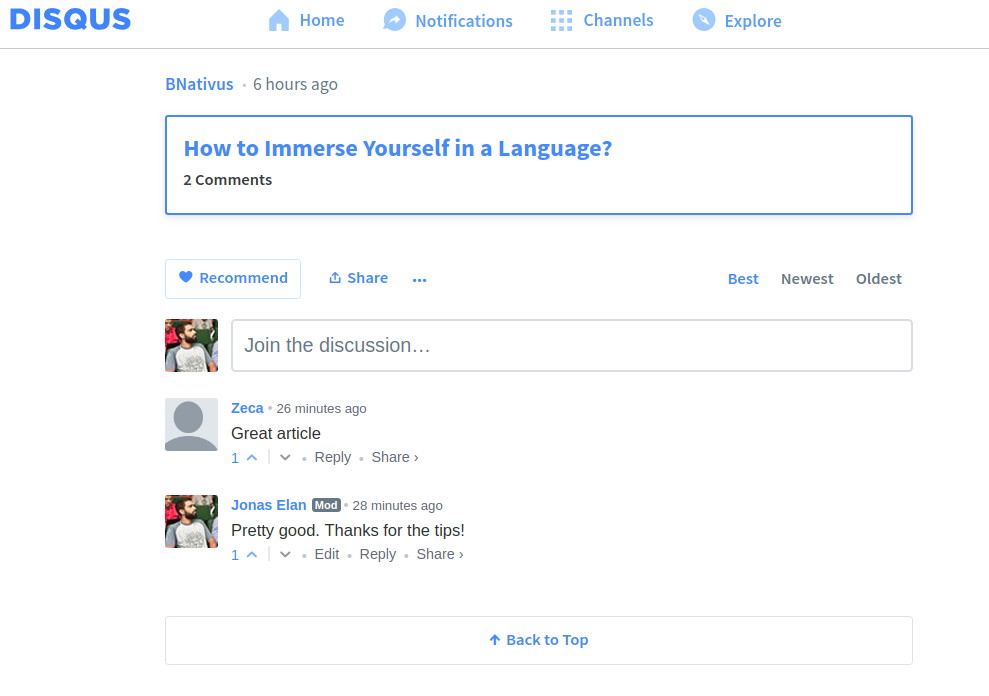 DISQUS Home Notifications Channels Explore
BNativus · 6 hours ago
How to Immerse Yourself in a Language?
2 Comments
Recommend Share ... Best Newest Oldest
Join the discussion…
Zeca • 26 minutes ago
Great article
1 • Reply • Share ›
Jonas Elan Mod • 28 minutes ago
Pretty good. Thanks for the tips!
1 • Edit • Reply • Share ›
Back to Top